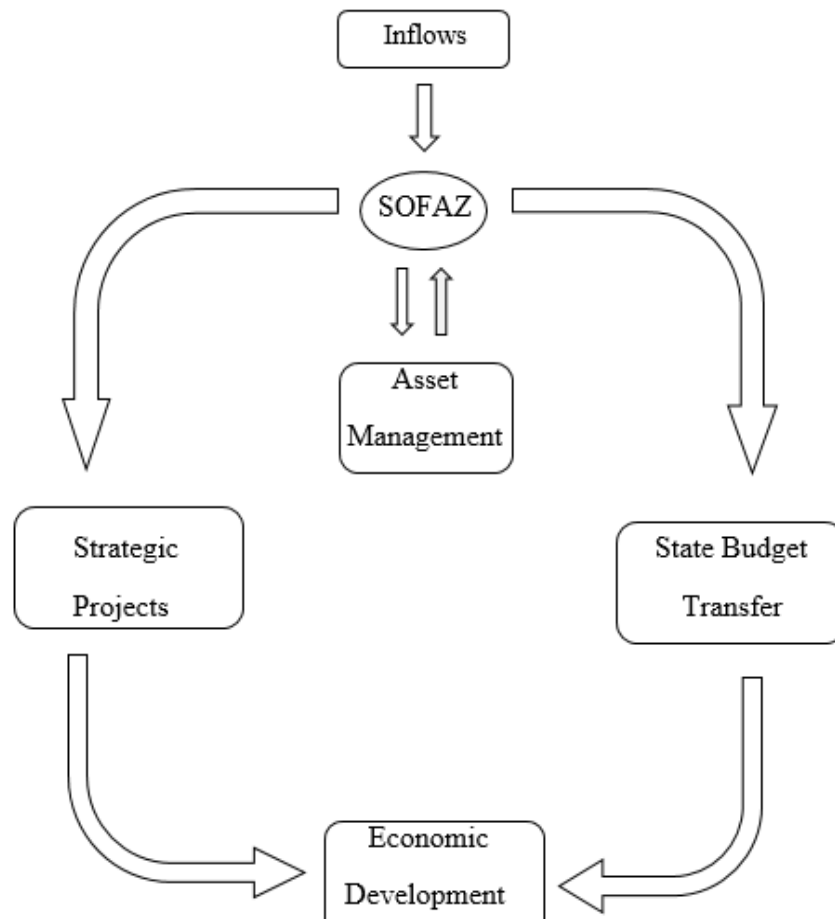 Inflows
SOFAZ
Asset
Management
Strategic
Projects
State Budget
Transfer
Economic
Development